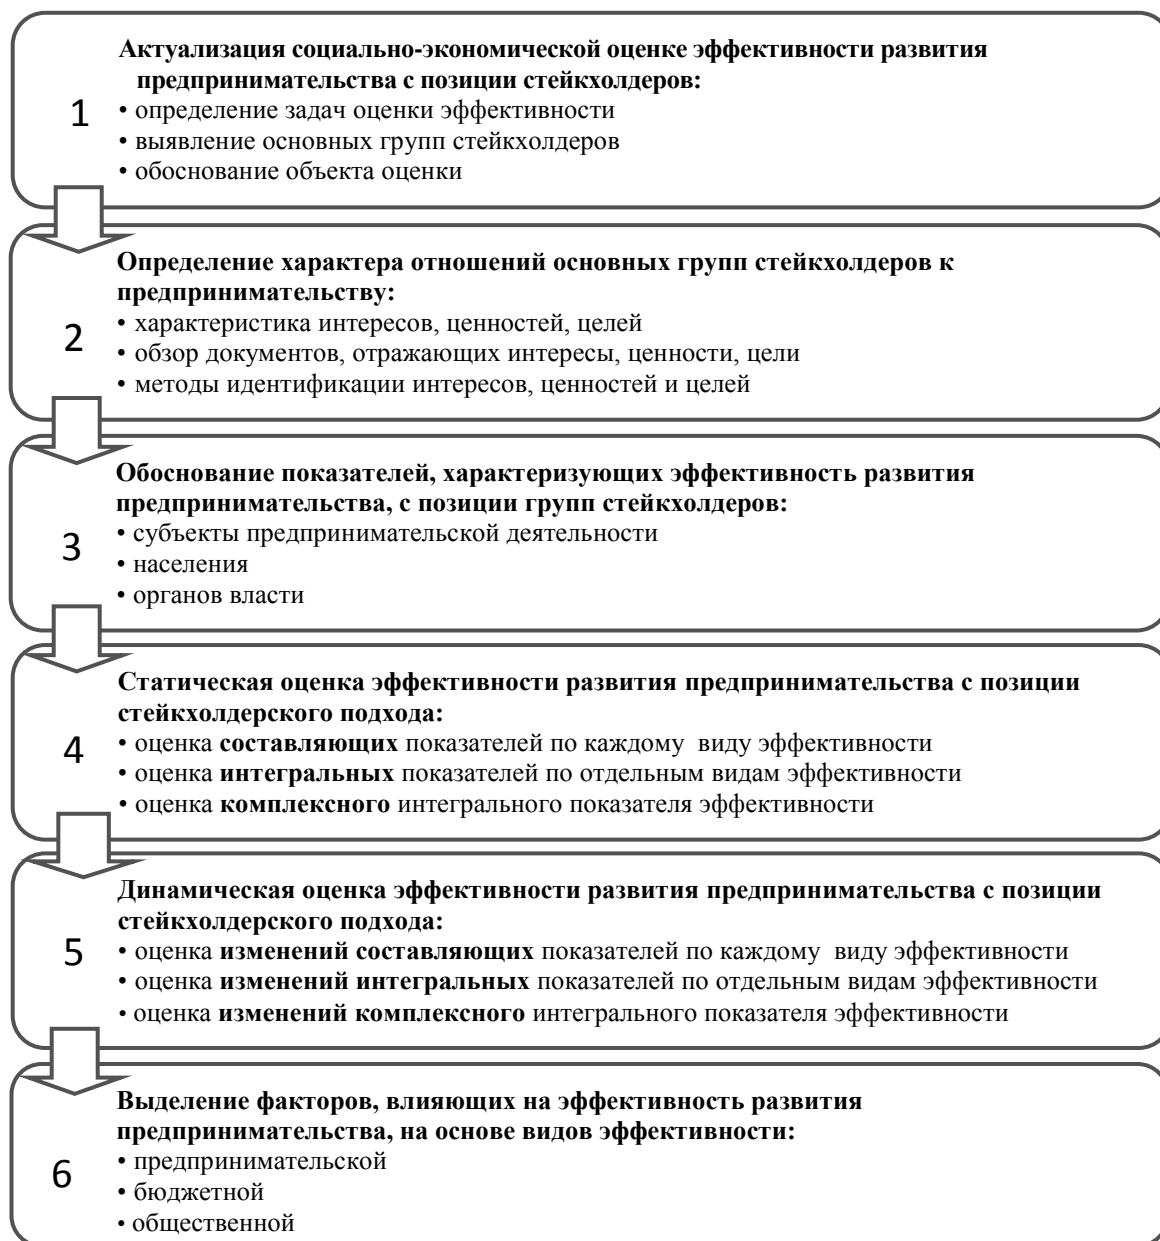 1
Актуализация социально-экономической оценке эффективности развития
предпринимательства с позиции стейкхолдеров:
• определение задач оценки эффективности
• выявление основных групп стейкхолдеров
• обоснование объекта оценки
2
Определение характера отношений основных групп стейкхолдеров к
предпринимательству:
• характеристика интересов, ценностей, целей
• обзор документов, отражающих интересы, ценности, цели
• методы идентификации интересов, ценностей и целей
3
Обоснование показателей, характеризующих эффективность развития
предпринимательства, с позиции групп стейкхолдеров:
• субъекты предпринимательской деятельности
• населения
• органов власти
4
Статическая оценка эффективности развития предпринимательства с позиции
стейкхолдерского подхода:
• оценка составляющих показателей по каждому виду эффективности
• оценка интегральных показателей по отдельным видам эффективности
• оценка комплексного интегрального показателя эффективности
5
Динамическая оценка эффективности развития предпринимательства с позиции
стейкхолдерского подхода:
• оценка изменений составляющих показателей по каждому виду эффективности
• оценка изменений интегральных показателей по отдельным видам эффективности
• оценка изменений комплексного интегрального показателя эффективности
6
Выделение факторов, влияющих на эффективность развития
предпринимательства, на основе видов эффективности:
• предпринимательской
• бюджетной
• общественной